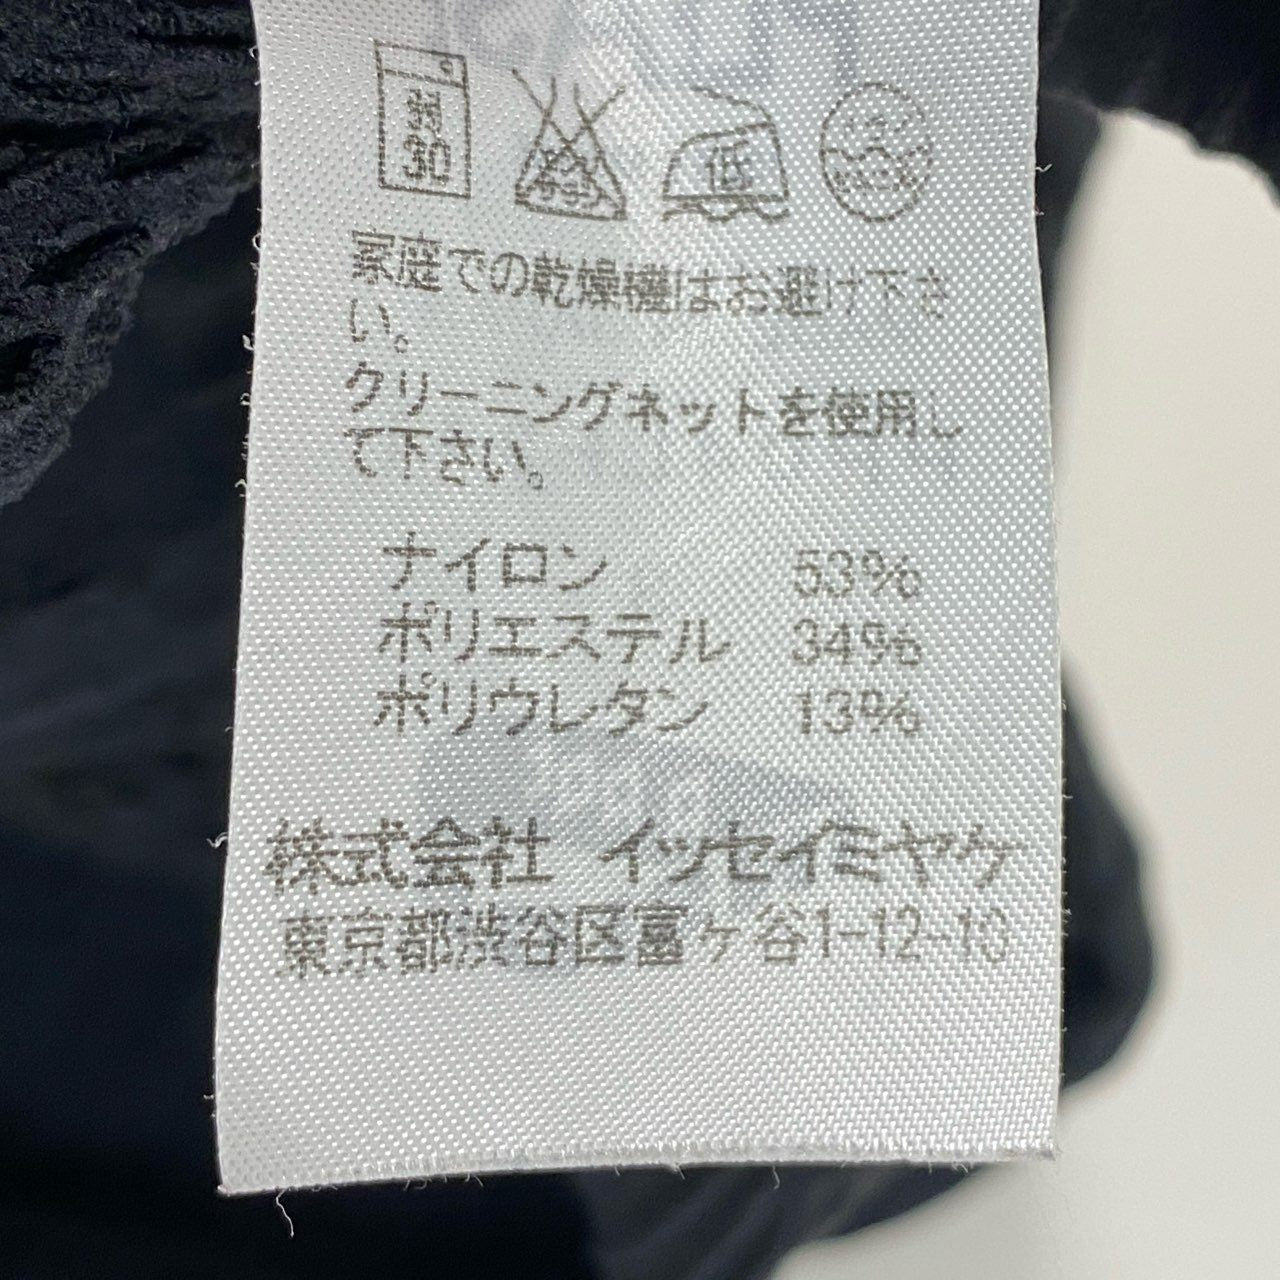 弱
30
低
家庭での乾燥機はお避け下さ
い。
クリーニングネットを使用し
て下さい。
ナイロン 53%
ポリエステル 34%
ポリウレタン 13%
株式会社 イッセイミヤケ
東京都渋谷区富ヶ谷1-12-10